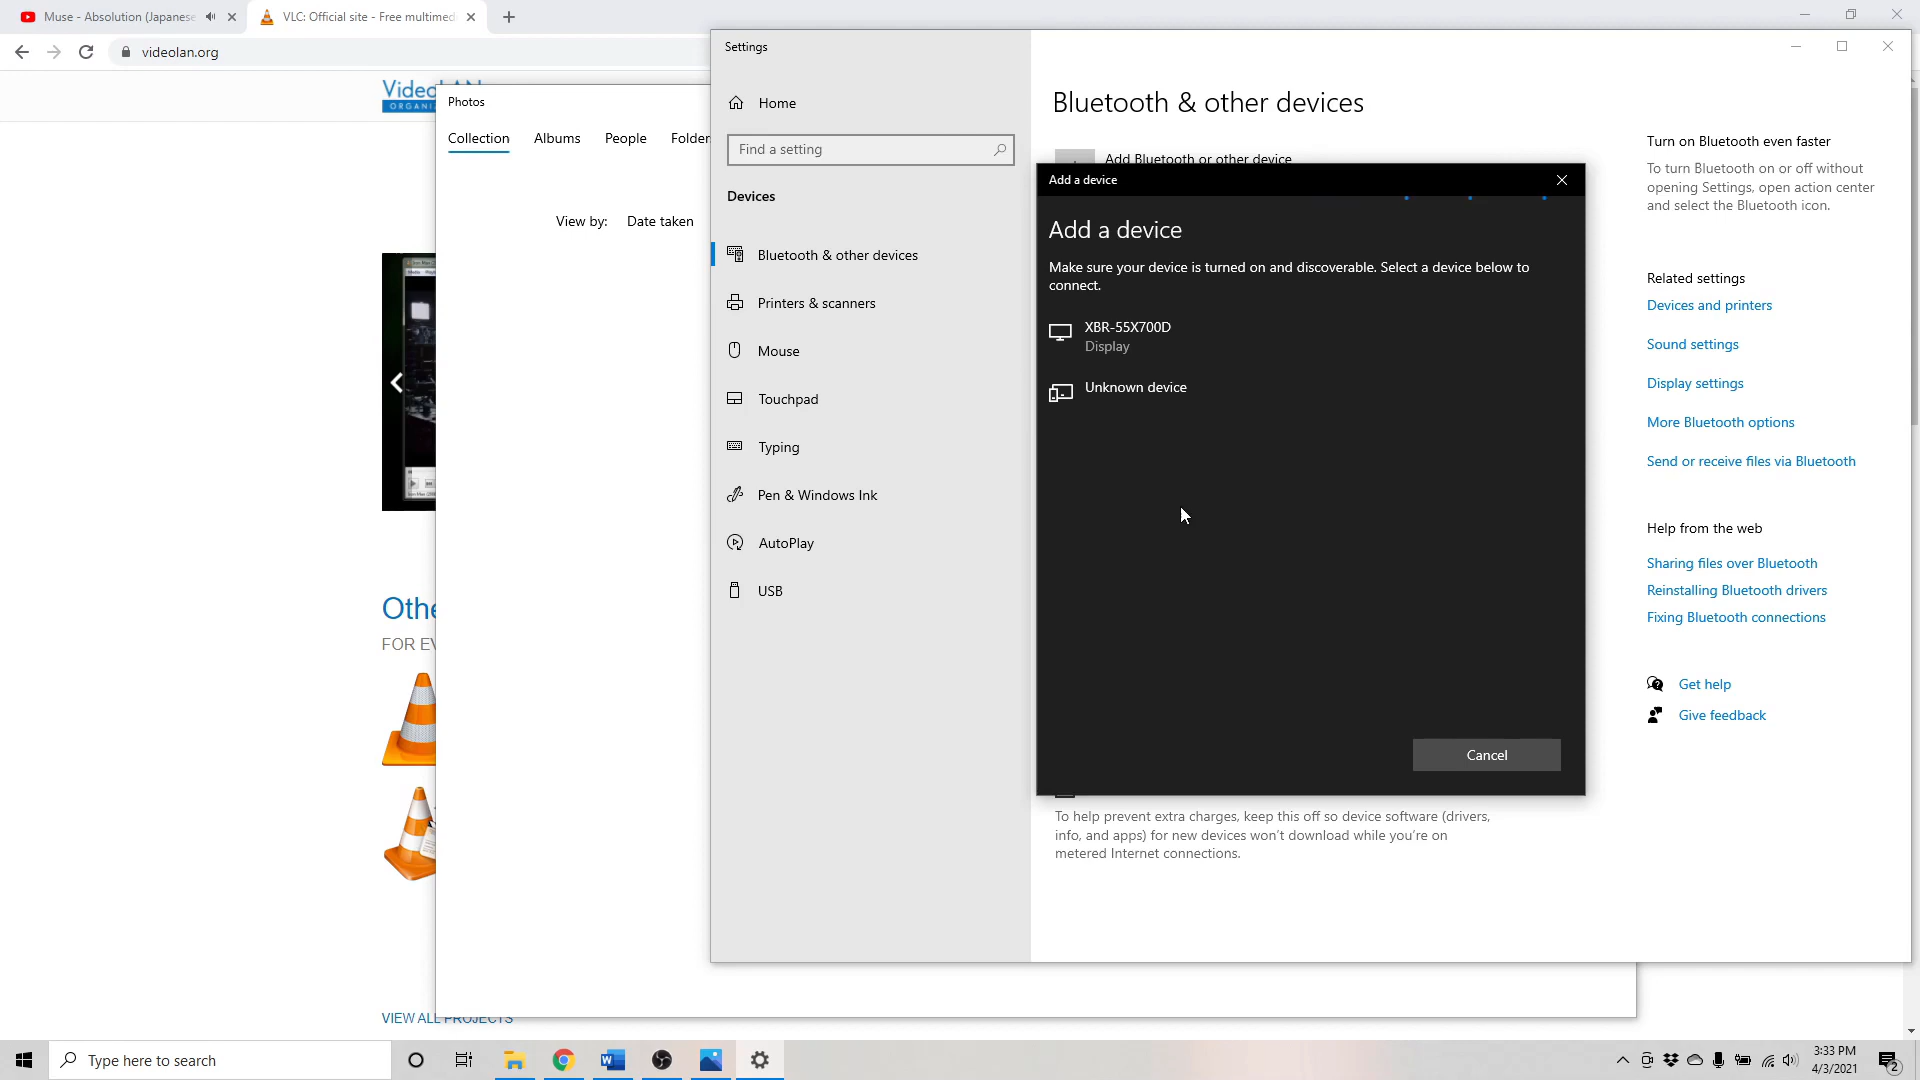 Muse - Absolution (Japanese
VLC: Official site - Free multimed
videolan.org
Settings
Photos
Collection
Albums
People
Folder
View by:
Date taken
Home
Find a setting
Devices
Bluetooth & other devices
Printers & scanners
Mouse
Touchpad
Typing
Pen & Windows Ink
AutoPlay
USB
Bluetooth & other devices
Add Bluetooth or other device
Add a device
Add a device
Make sure your device is turned on and discoverable. Select a device below to
connect.
XBR-55X700D
Display
Unknown device
Cancel
To help prevent extra charges, keep this off so device software (drivers,
info, and apps) for new devices won't download while you're on
metered Internet connections.
Turn on Bluetooth even faster
To turn Bluetooth on or off without
opening Settings, open action center
and select the Bluetooth icon.
Related settings
Devices and printers
Sound settings
Display settings
More Bluetooth options
Send or receive files via Bluetooth
Help from the web
Sharing files over Bluetooth
Reinstalling Bluetooth drivers
Fixing Bluetooth connections
Get help
Give feedback
VideoLAN
ORGANI
Othe
FOR EV
VIEW ALL PROJECTS
Type here to search
3:33 PM
4/3/2021
2